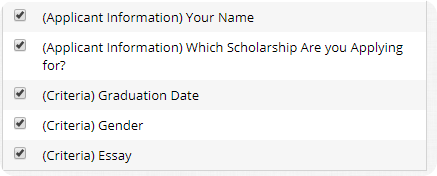 (Applicant Information) Your Name
(Applicant Information) Which Scholarship Are you Applying
for?
(Criteria) Graduation Date
(Criteria) Gender
(Criteria) Essay